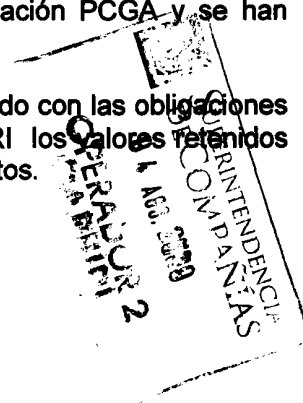 ación PCGA y se han
do con las obligaciones
RI los valores retenidos
tos.
SUPERINTENDENCIA
DE COMPAÑÍAS
AGO.
OPERADOR 2